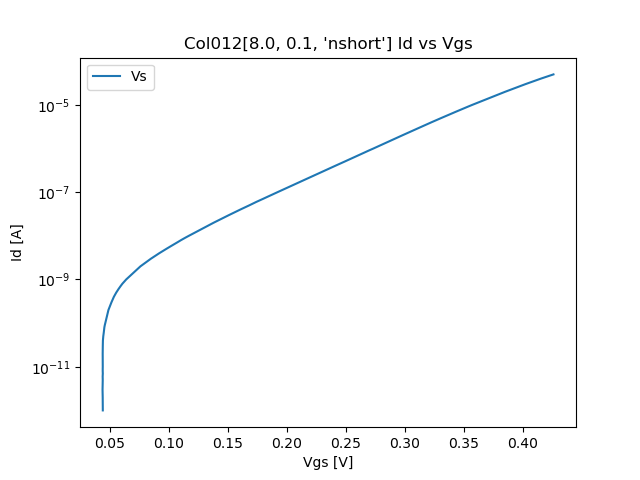 Col012[8.0, 0.1, 'nshort'] Id vs Vgs
Vs
10⁻⁵
10⁻⁷
10⁻⁹
10⁻¹¹
Id [A]
0.05 0.10 0.15 0.20 0.25 0.30 0.35 0.40
Vgs [V]